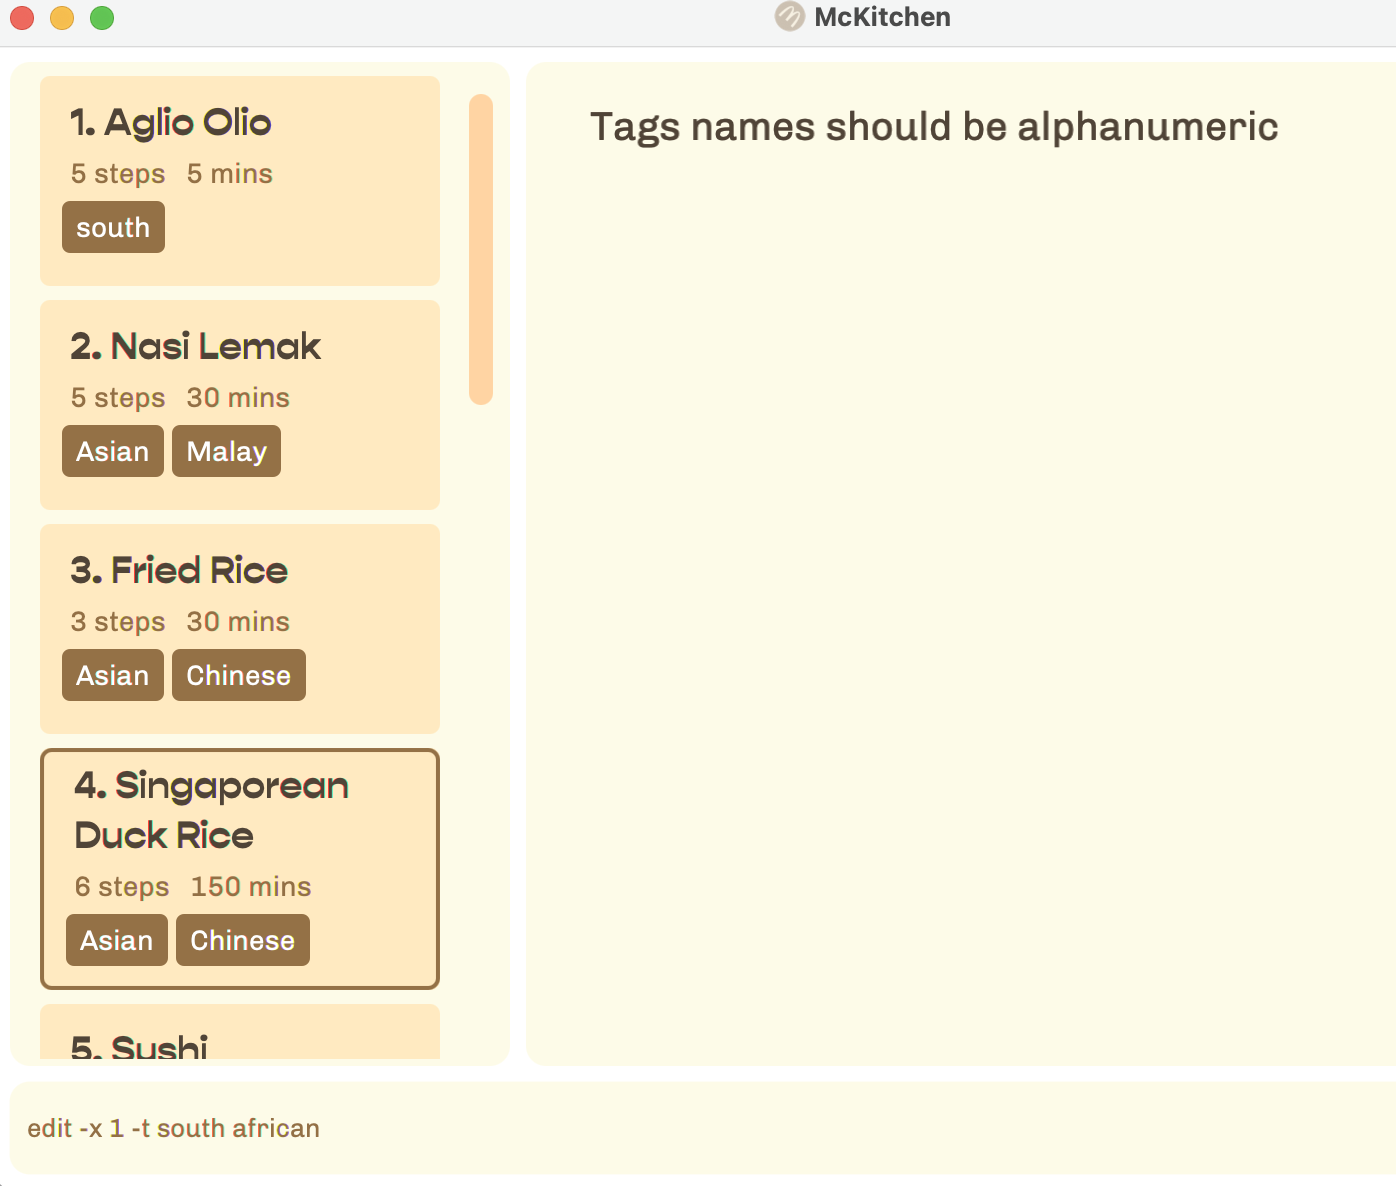 McKitchen
1. Aglio Olio
5 steps 5 mins
south
2. Nasi Lemak
5 steps 30 mins
Asian Malay
3. Fried Rice
3 steps 30 mins
Asian Chinese
4. Singaporean
Duck Rice
6 steps 150 mins
Asian Chinese
5. Sushi
Tags names should be alphanumeric
edit -x 1 -t south african